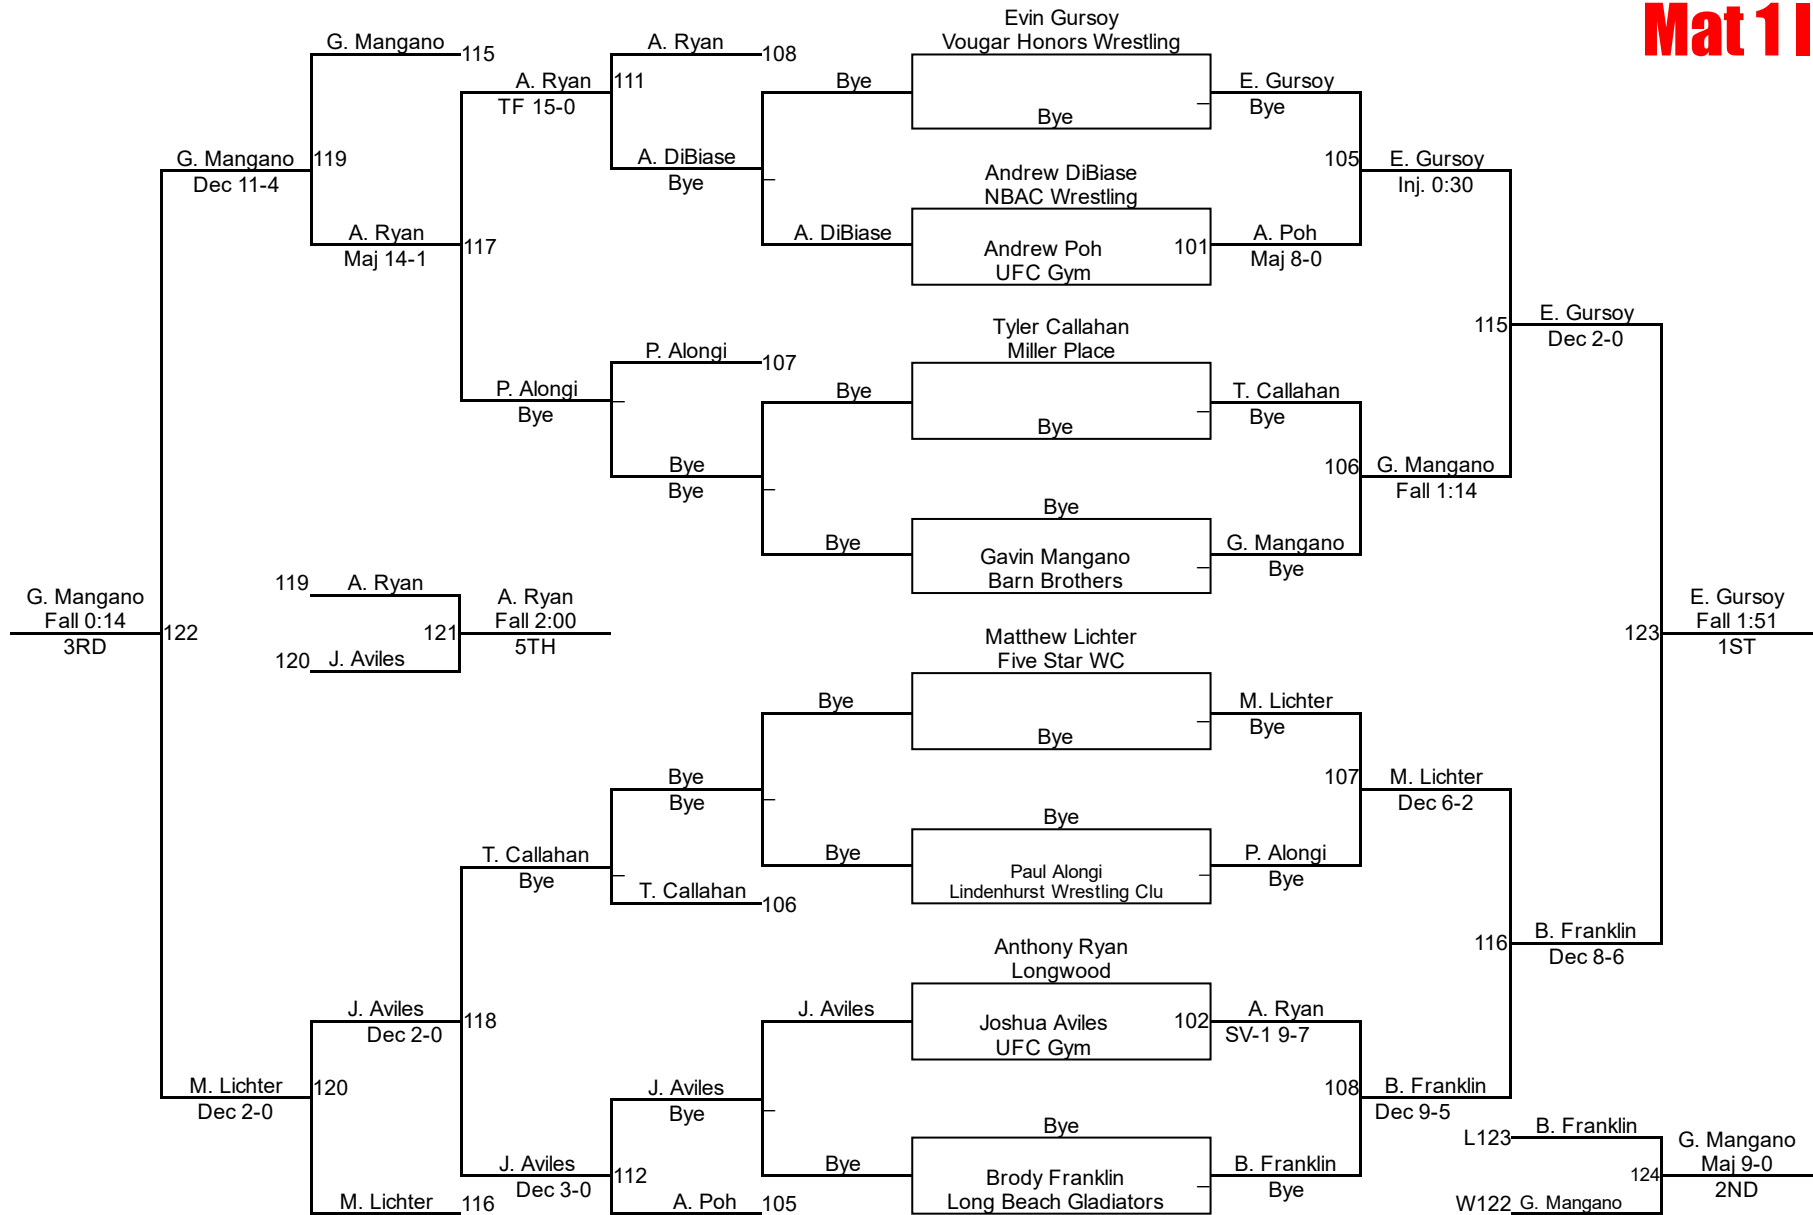 Mat 1 I
Evin Gursoy
Vougar Honors Wrestling
Bye
Andrew DiBiase
NBAC Wrestling
Andrew Poh
UFC Gym
101
Tyler Callahan
Miller Place
Bye
Bye
Gavin Mangano
Barn Brothers
Matthew Lichter
Five Star WC
Bye
Bye
Paul Alongi
Lindenhurst Wrestling Clu
Anthony Ryan
Longwood
Joshua Aviles
UFC Gym
102
Bye
Brody Franklin
Long Beach Gladiators
E. Gursoy
Bye
A. Poh
Maj 8-0
T. Callahan
Bye
G. Mangano
Bye
M. Lichter
Bye
P. Alongi
Bye
A. Ryan
SV-1 9-7
B. Franklin
Bye
105
E. Gursoy
Inj. 0:30
106
G. Mangano
Fall 1:14
107
M. Lichter
Dec 6-2
108
B. Franklin
Dec 9-5
115
E. Gursoy
Dec 2-0
116
B. Franklin
Dec 8-6
123
E. Gursoy
Fall 1:51
1ST
L123
B. Franklin
W122
G. Mangano
124
G. Mangano
Maj 9-0
2ND
Bye
A. DiBiase
Bye
Bye
Bye
Bye
J. Aviles
Bye
A. Ryan
108
A. DiBiase
Bye
P. Alongi
107
Bye
Bye
Bye
Bye
T. Callahan
106
J. Aviles
Bye
A. Poh
105
A. Ryan
TF 15-0
111
P. Alongi
Bye
T. Callahan
Bye
J. Aviles
Dec 3-0
112
G. Mangano
115
A. Ryan
Maj 14-1
117
J. Aviles
Dec 2-0
118
M. Lichter
116
G. Mangano
Dec 11-4
119
M. Lichter
Dec 2-0
120
119
A. Ryan
120
J. Aviles
121
A. Ryan
Fall 2:00
5TH
G. Mangano
Fall 0:14
3RD
122